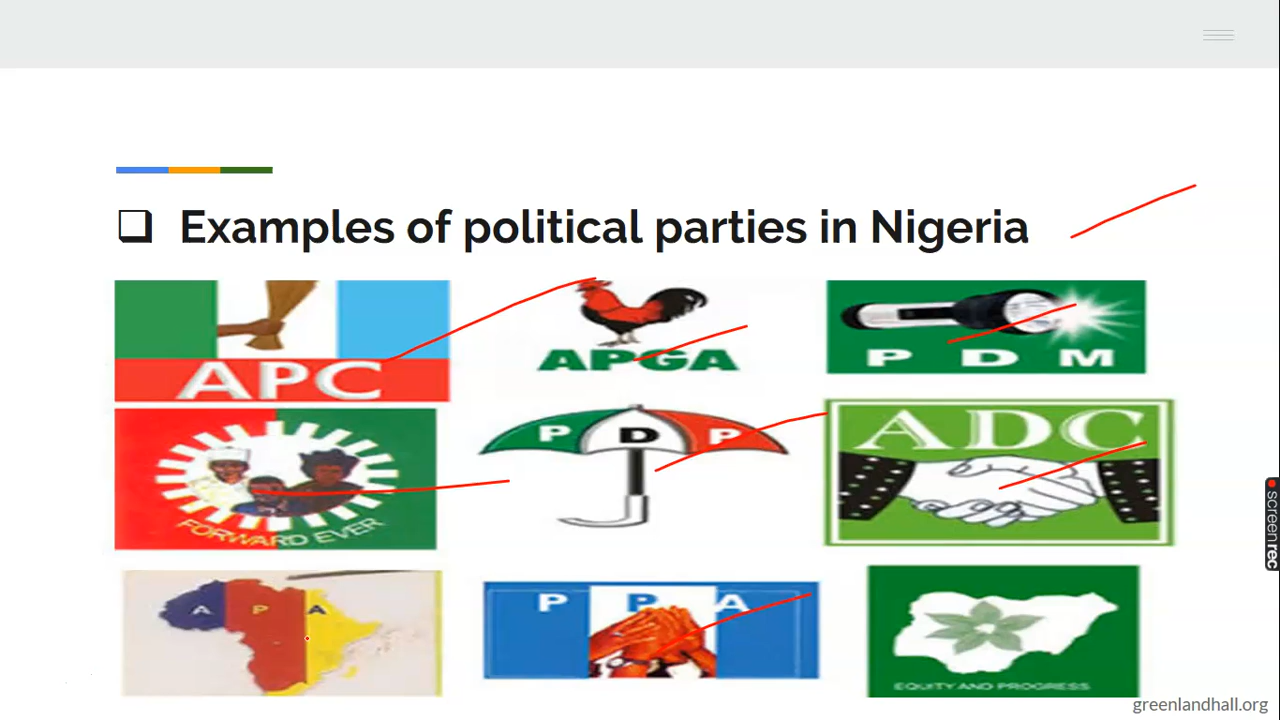 Examples of political parties in Nigeria
APC
APGA
P D M
FORWARD EVER
P D P
ADC
A P A
P P A
EQUITY AND PROGRESS
greenlandhall.org
screenrec